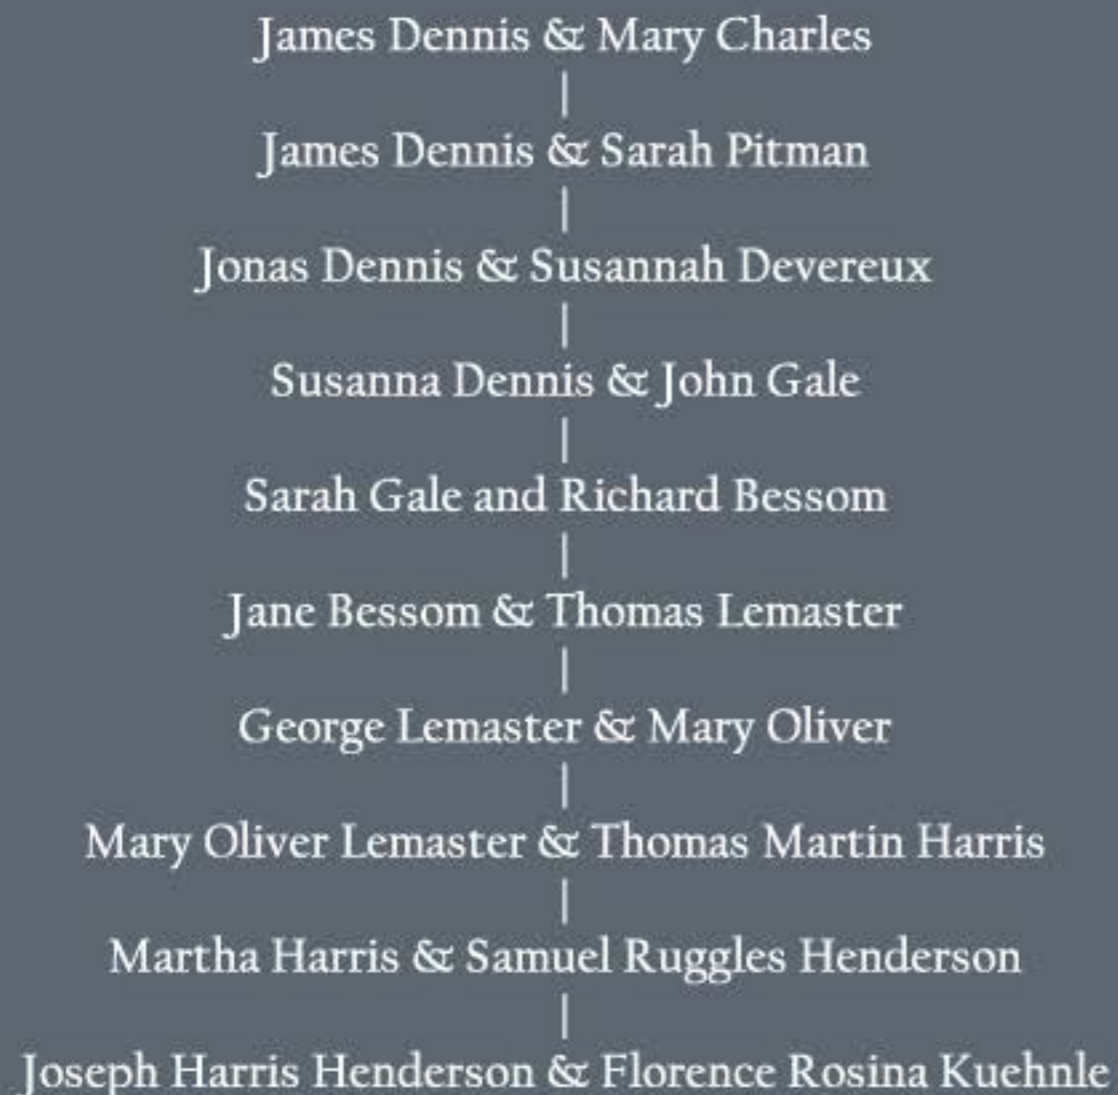 James Dennis & Mary Charles
|
James Dennis & Sarah Pitman
|
Jonas Dennis & Susannah Devereux
|
Susanna Dennis & John Gale
|
Sarah Gale and Richard Bessom
|
Jane Bessom & Thomas Lemaster
|
George Lemaster & Mary Oliver
|
Mary Oliver Lemaster & Thomas Martin Harris
|
Martha Harris & Samuel Ruggles Henderson
|
Joseph Harris Henderson & Florence Rosina Kuehnle